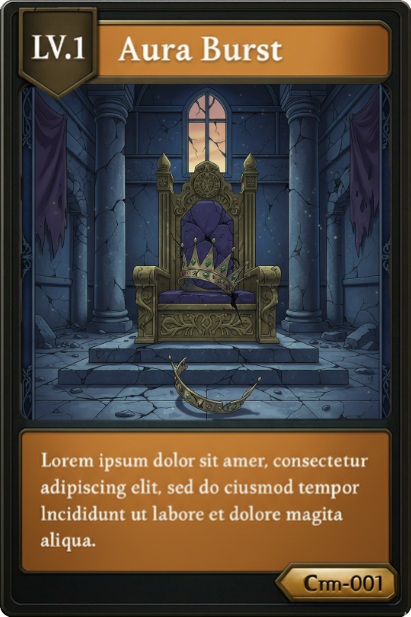 LV.1
Aura Burst
Lorem ipsum dolor sit amer, consectetur
adipiscing elit, sed do ciusmod tempor
Incididunt ut labore et dolore magita
aliqua.
Crm-001